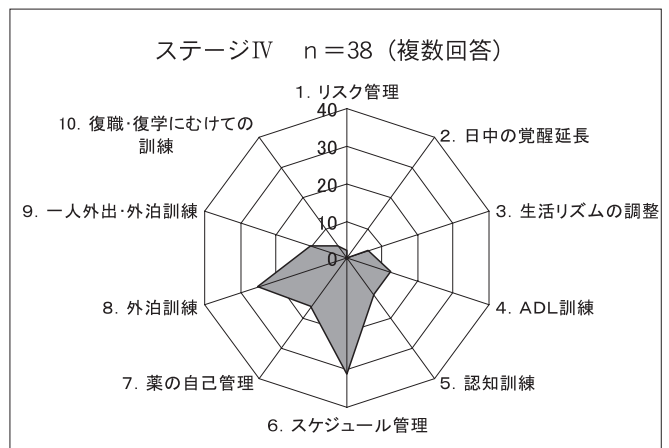 ステージⅣ　ｎ＝38（複数回答）
1. リスク管理
2. 日中の覚醒延長
3. 生活リズムの調整
4. ADL訓練
5. 認知訓練
6. スケジュール管理
7. 薬の自己管理
8. 外泊訓練
9. 一人外出･外泊訓練
10. 復職･復学にむけての
訓練
40
30
20
10
0